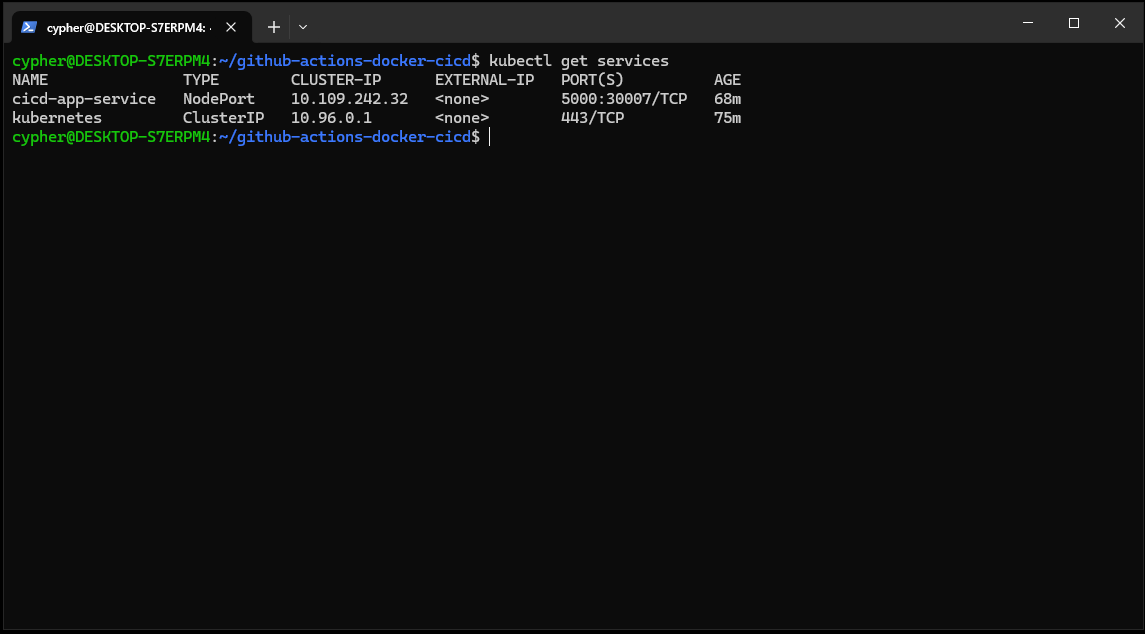 cypher@DESKTOP-S7ERPM4: ·
cypher@DESKTOP-S7ERPM4:~/github-actions-docker-cicd$ kubectl get services
NAME TYPE CLUSTER-IP EXTERNAL-IP PORT(S) AGE
cicd-app-service NodePort 10.109.242.32 <none> 5000:30007/TCP 68m
kubernetes ClusterIP 10.96.0.1 <none> 443/TCP 75m
cypher@DESKTOP-S7ERPM4:~/github-actions-docker-cicd$